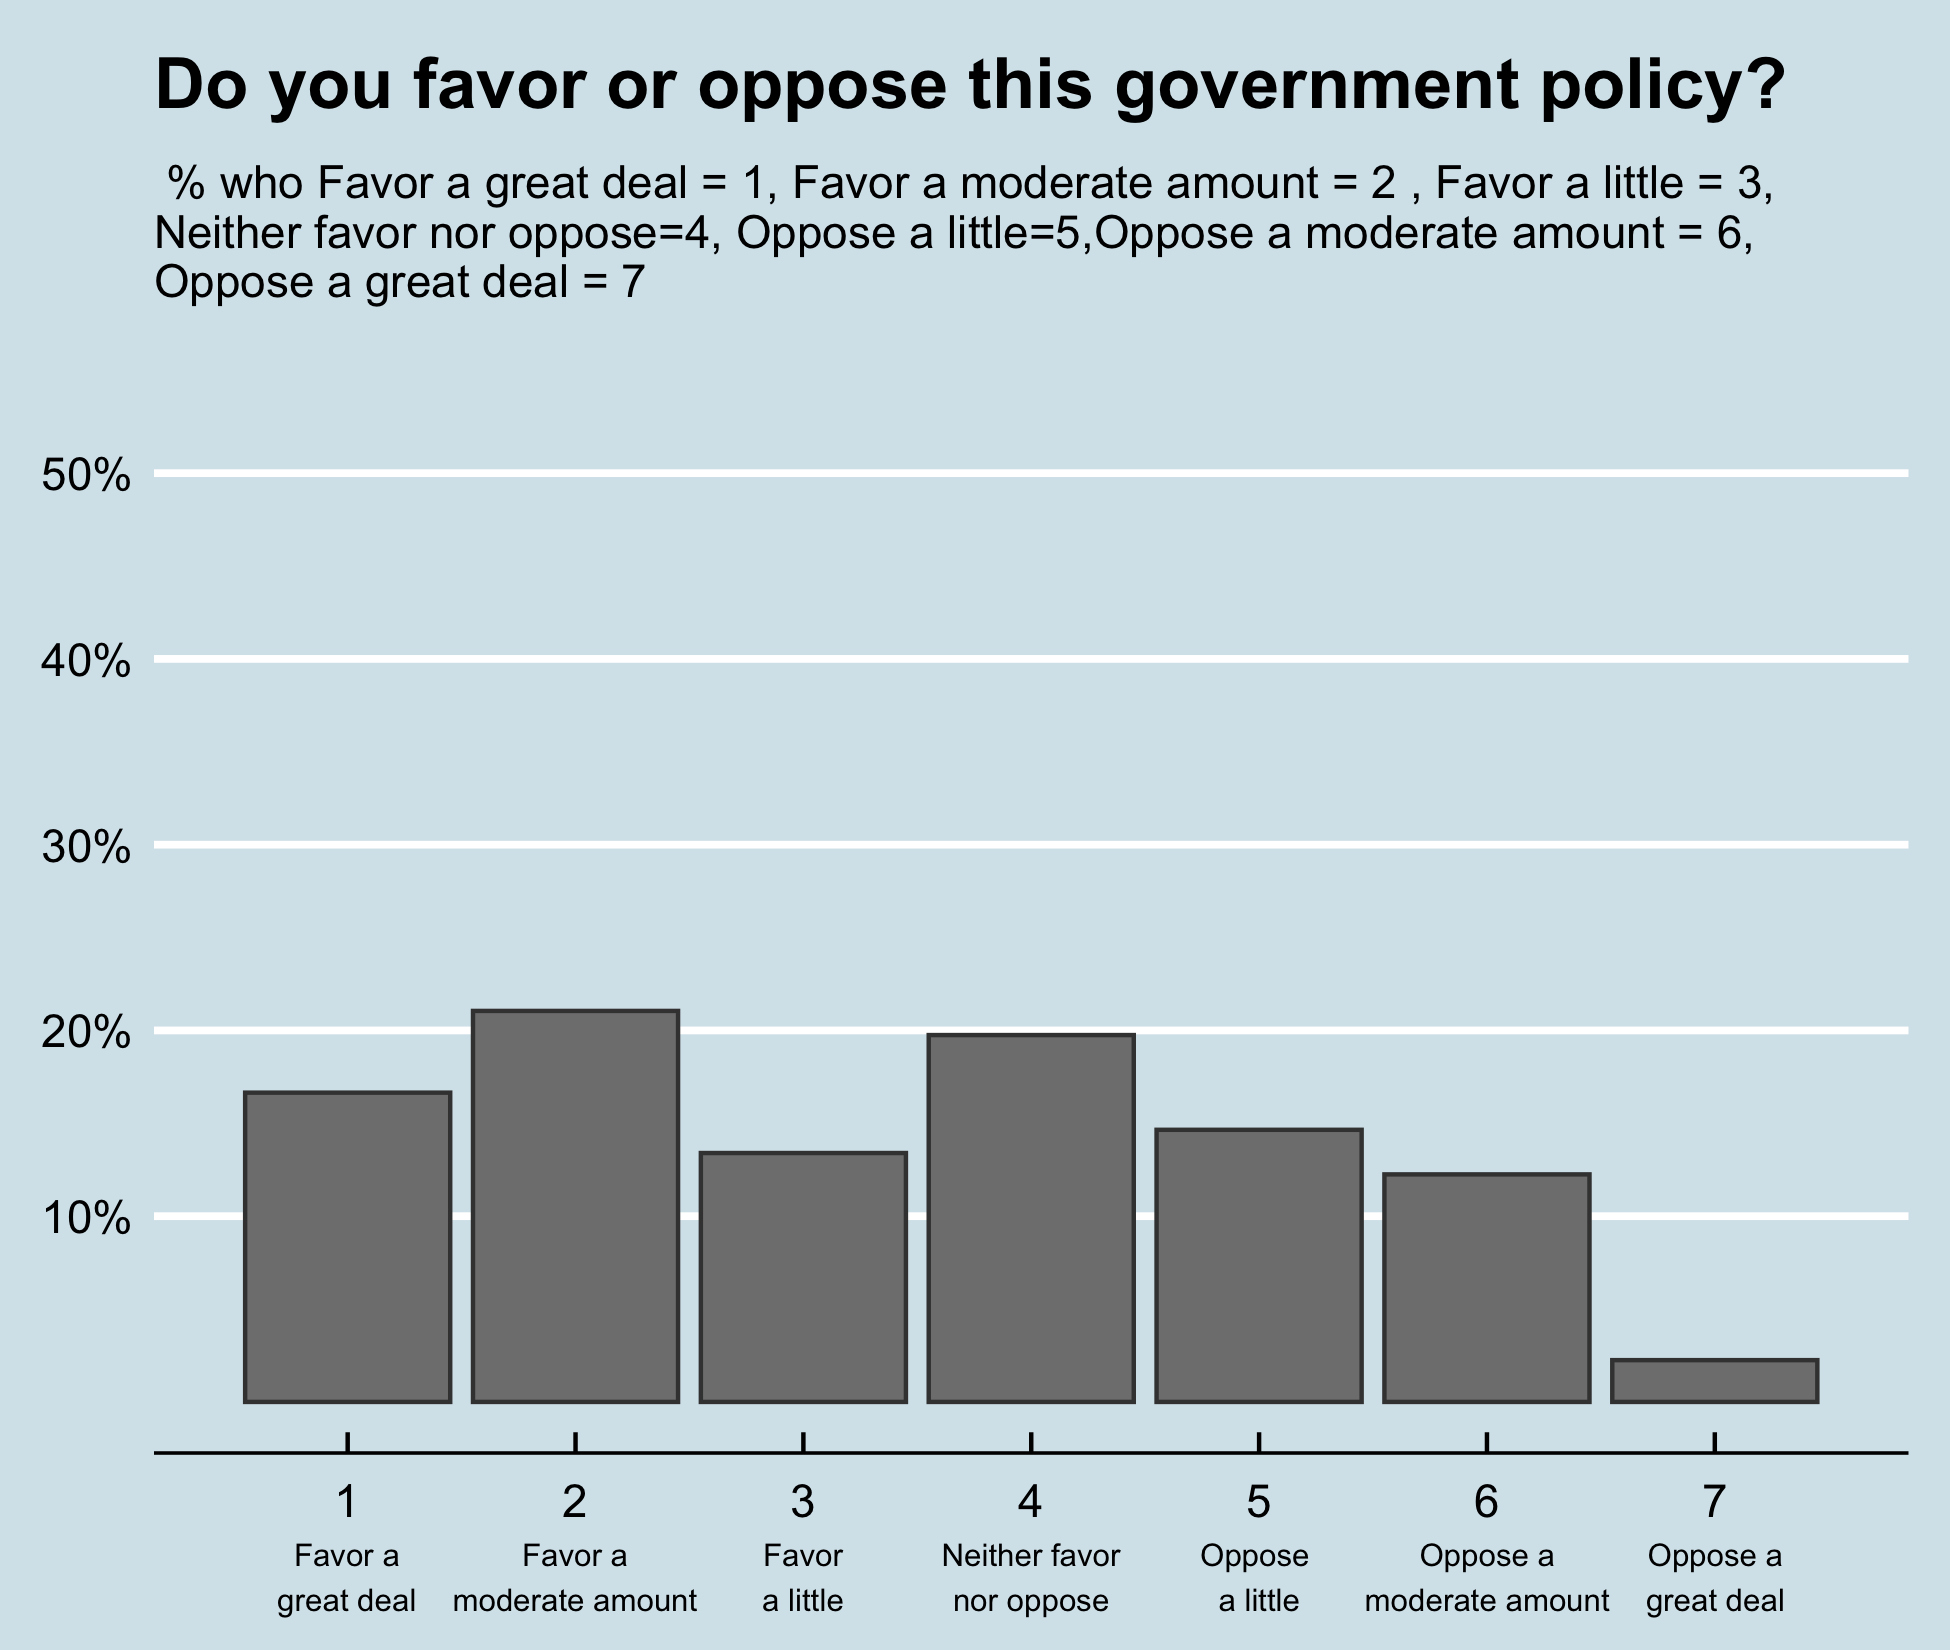 Do you favor or oppose this government policy?
% who Favor a great deal = 1, Favor a moderate amount = 2 , Favor a little = 3,
Neither favor nor oppose=4, Oppose a little=5,Oppose a moderate amount = 6,
Oppose a great deal = 7
50%
40%
30%
20%
10%
1 2 3 4 5 6 7
Favor a Favor a Favor Neither favor Oppose Oppose a Oppose a
great deal moderate amount a little nor oppose a little moderate amount great deal